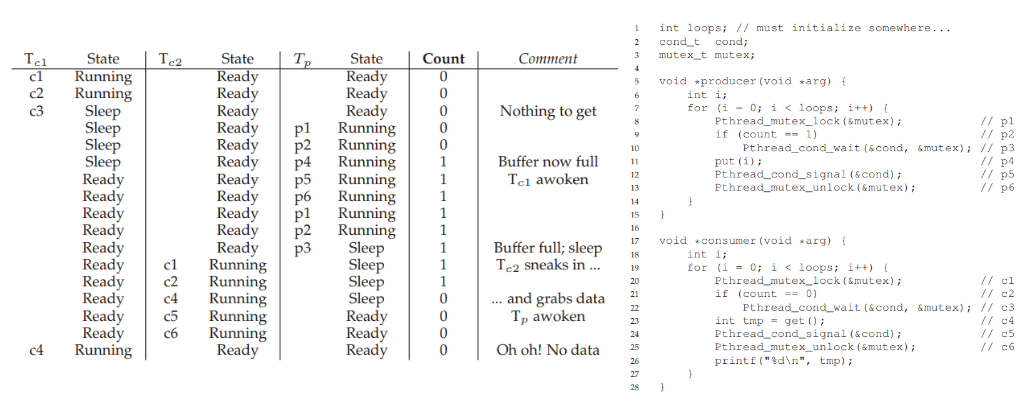 T_c1 State T_c2 State T_p State Count Comment
c1 Running Ready Ready 0
c2 Running Ready Ready 0
c3 Sleep Ready Ready 0 Nothing to get
Sleep Ready p1 Running 0
Sleep Ready p2 Running 0
Sleep Ready p4 Running 1 Buffer now full
Ready Ready p5 Running 1 T_c1 awoken
Ready Ready p6 Running 1
Ready Ready p1 Running 1
Ready Ready p2 Running 1
Ready Ready p3 Sleep 1 Buffer full; sleep
Ready c1 Running Sleep 1 T_c2 sneaks in ...
Ready c2 Running Sleep 1
Ready c4 Running Sleep 0 ... and grabs data
Ready c5 Running Ready 0 T_p awoken
Ready c6 Running Ready 0
c4 Running Ready Ready 0 Oh oh! No data
1 int loops; // must initialize somewhere...
2 cond_t cond;
3 mutex_t mutex;
4
5 void *producer(void *arg) {
6 int i;
7 for (i = 0; i < loops; i++) {
8 Pthread_mutex_lock(&mutex); // p1
9 if (count == 1) // p2
10 Pthread_cond_wait(&cond, &mutex); // p3
11 put(i); // p4
12 Pthread_cond_signal(&cond); // p5
13 Pthread_mutex_unlock(&mutex); // p6
14 }
15 }
16
17 void *consumer(void *arg) {
18 int i;
19 for (i = 0; i < loops; i++) {
20 Pthread_mutex_lock(&mutex); // c1
21 if (count == 0) // c2
22 Pthread_cond_wait(&cond, &mutex); // c3
23 int tmp = get(); // c4
24 Pthread_cond_signal(&cond); // c5
25 Pthread_mutex_unlock(&mutex); // c6
26 printf("%d\n", tmp);
27 }
28 }